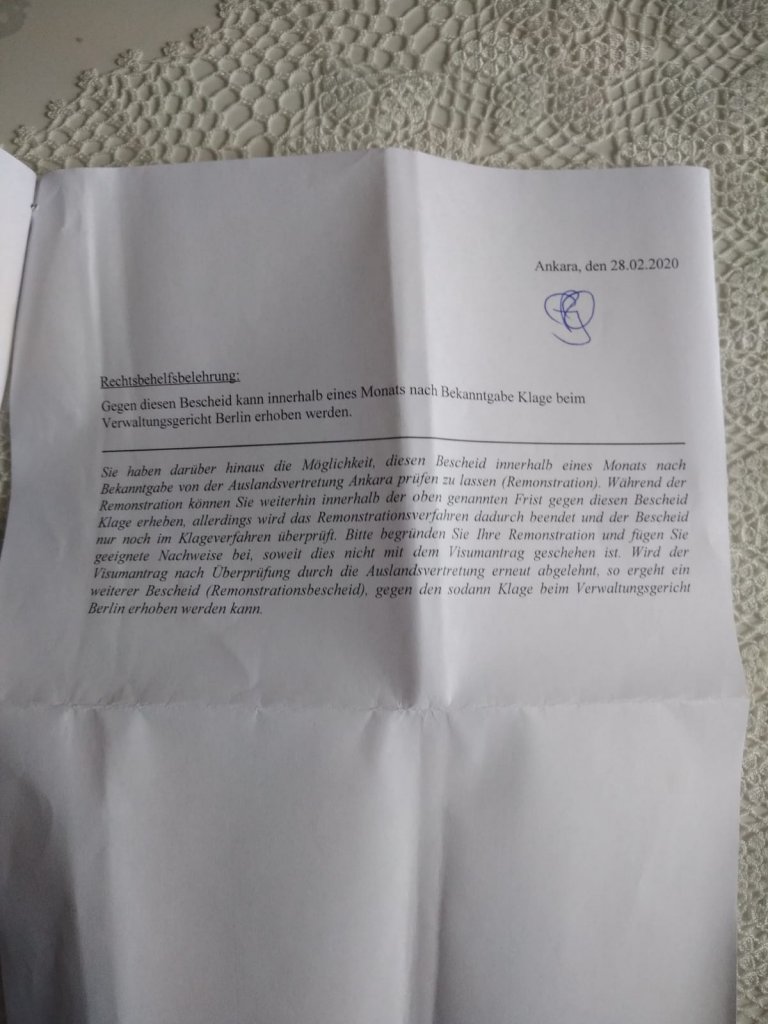 Ankara, den 28.02.2020
Rechtsbehelfsbelehrung:
Gegen diesen Bescheid kann innerhalb eines Monats nach Bekanntgabe Klage beim
Verwaltungsgericht Berlin erhoben werden.
Sie haben darüber hinaus die Möglichkeit, diesen Bescheid innerhalb eines Monats nach
Bekanntgabe von der Auslandsvertretung Ankara prüfen zu lassen (Remonstration). Während der
Remonstration können Sie weiterhin innerhalb der oben genannten Frist gegen diesen Bescheid
Klage erheben, allerdings wird das Remonstrationsverfahren dadurch beendet und der Bescheid
nur noch im Klageverfahren überprüft. Bitte begründen Sie Ihre Remonstration und fügen Sie
geeignete Nachweise bei, soweit dies nicht mit dem Visumantrag geschehen ist. Wird der
Visumantrag nach Überprüfung durch die Auslandsvertretung erneut abgelehnt, so ergeht ein
weiterer Bescheid (Remonstrationsbescheid), gegen den sodann Klage beim Verwaltungsgericht
Berlin erhoben werden kann.